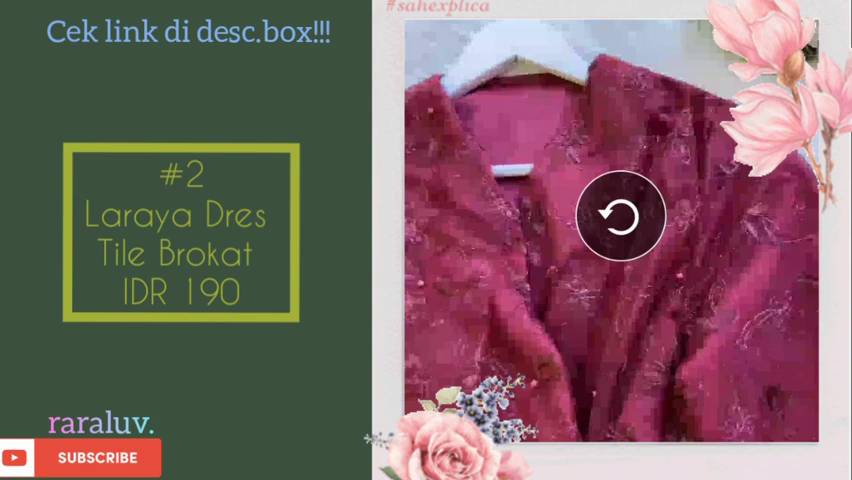 Cek link di desc.box!!!
#sahexplica
#2
Laraya Dres
Tile Brokat
IDR 190
raraluv.
SUBSCRIBE